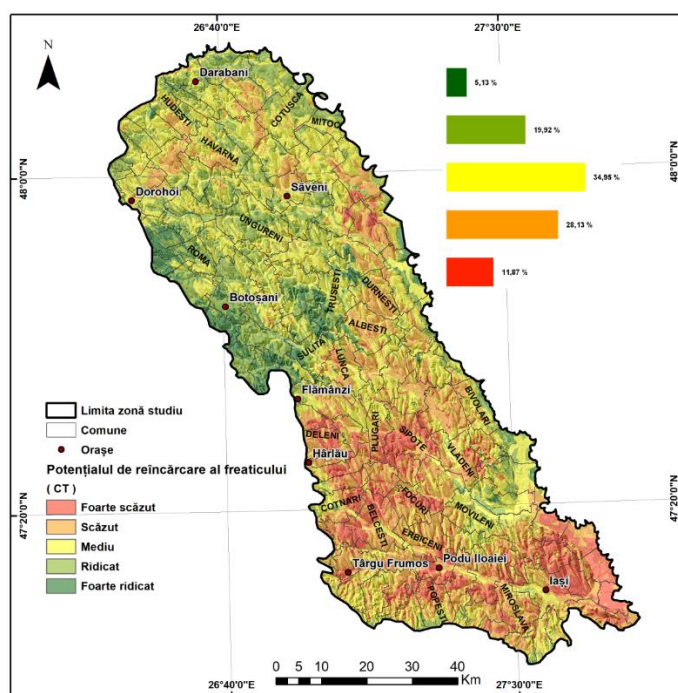 26°40'0"E
27°30'0"E
N
Darabani
5,13 %
HUDEȘTI
COTUȘCA
MITOC
19,92 %
HAVÂRNA
48°0'0"N
48°0'0"N
34,95 %
Dorohoi
Săveni
UNGURENI
28,13 %
ROMA
DURNEȘTI
11,87 %
TRUȘEȘTI
Botoșani
ALBEȘTI
SULIȚA
LUNCA
Flămânzi
BIVOLARI
Limita zonă studiu
Comune
Orașe
DELENI
PLUGARI
ȘIPOTE
VLĂDENI
Hârlău
Potențialul de reîncărcare al freaticului
( CT )
COTNARI
FOCURI
MOVILENI
47°20'0"N
47°20'0"N
Foarte scăzut
BELCEȘTI
ERBICENI
Scăzut
Mediu
Ridicat
Foarte ridicat
Târgu Frumos
Podu Iloaiei
Iași
POPEȘTI
MIROSLAVA
0 5 10 20 30 40
Km
26°40'0"E
27°30'0"E